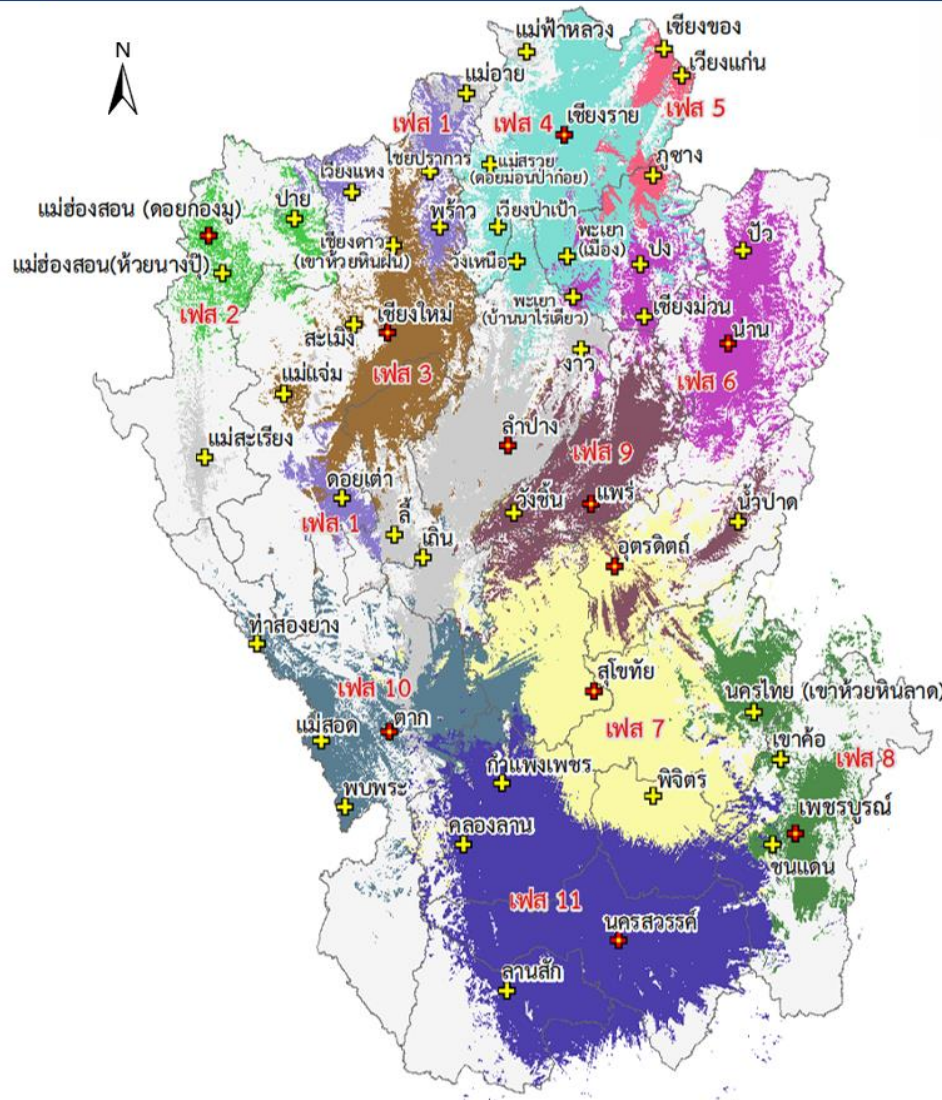 N
แม่ฟ้าหลวง
เชียงของ
เวียงแก่น
แม่อาย
เฟส 1
เฟส 4
เชียงราย
เฟส 5
ไชยปราการ
แม่สรวย
(ดอยม่อนป่าก๋อย)
ภูซาง
เวียงแหง
ปาย
แม่ฮ่องสอน (ดอยกองมู)
พร้าว
เวียงป่าเป้า
พะเยา
(เมือง)
ปง
ปัว
เชียงดาว
(เขาห้วยหินฝน)
วังเหนือ
แม่ฮ่องสอน(ห้วยนางปุ๊)
เฟส 2
พะเยา
(บ้านนาไร่เดียว)
เชียงม่วน
น่าน
เชียงใหม่
สะเมิง
งาว
เฟส 3
แม่แจ่ม
เฟส 6
ลำปาง
แม่สะเรียง
เฟส 9
ดอยเต่า
เฟส 1
วังชิ้น
แพร่
น้ำปาด
ลี้
เถิน
อุตรดิตถ์
ท่าสองยาง
สุโขทัย
นครไทย (เขาห้วยหินลาด)
เฟส 10
ตาก
แม่สอด
เฟส 7
เขาค้อ
เฟส 8
กำแพงเพชร
พิจิตร
พบพระ
เพชรบูรณ์
คลองลาน
ชนแดน
เฟส 11
นครสวรรค์
ลานสัก